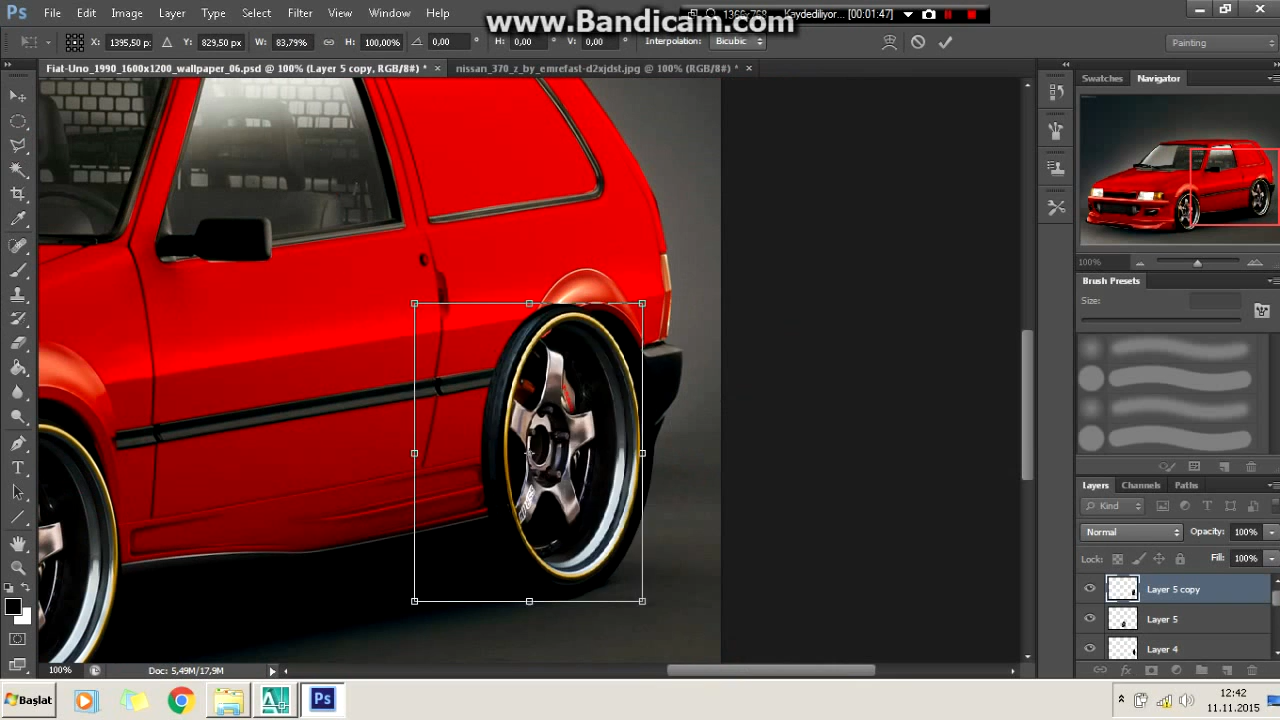 www.Bandicam.com
1366x768 Kaydediliyor... [00:01:47]
Ps File Edit Image Layer Type Select Filter 3D View Window Help
X: 1395,50 px Y: 829,50 px W: 83,79% H: 100,00% 0,00 ° H: 0,00 ° V: 0,00 ° Interpolation: Bicubic Painting
Fiat-Uno_1990_1600x1200_wallpaper_06.psd @ 100% (Layer 5 copy, RGB/8#) * × nissan_370_z_by_emrefast-d2xjdst.jpg @ 100% (RGB/8#) * ×
Swatches Navigator
100%
Brush Presets
Size:
Layers Channels Paths
Kind
Normal Opacity: 100%
Lock: Fill: 100%
Layer 5 copy
Layer 5
Layer 4
100% Doc: 5,49M/17,9M
Başlat Ps 12:42
11.11.2015